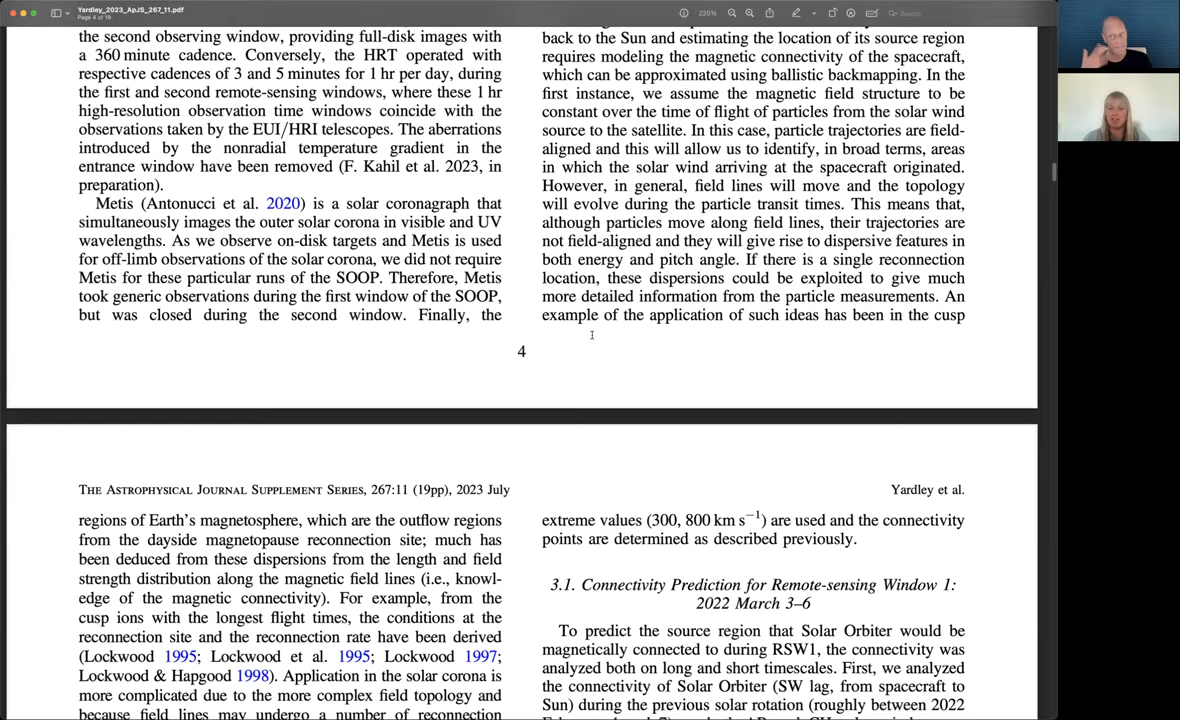 Yardley_2023_ApJS_267_11.pdf
Page 4 of 19
220%
Search
the second observing window, providing full-disk images with
a 360 minute cadence. Conversely, the HRT operated with
respective cadences of 3 and 5 minutes for 1 hr per day, during
the first and second remote-sensing windows, where these 1 hr
high-resolution observation time windows coincide with the
observations taken by the EUI/HRI telescopes. The aberrations
introduced by the nonradial temperature gradient in the
entrance window have been removed (F. Kahil et al. 2023, in
preparation).
Metis (Antonucci et al. 2020) is a solar coronagraph that
simultaneously images the outer solar corona in visible and UV
wavelengths. As we observe on-disk targets and Metis is used
for off-limb observations of the solar corona, we did not require
Metis for these particular runs of the SOOP. Therefore, Metis
took generic observations during the first window of the SOOP,
but was closed during the second window. Finally, the
back to the Sun and estimating the location of its source region
requires modeling the magnetic connectivity of the spacecraft,
which can be approximated using ballistic backmapping. In the
first instance, we assume the magnetic field structure to be
constant over the time of flight of particles from the solar wind
source to the satellite. In this case, particle trajectories are field-
aligned and this will allow us to identify, in broad terms, areas
in which the solar wind arriving at the spacecraft originated.
However, in general, field lines will move and the topology
will evolve during the particle transit times. This means that,
although particles move along field lines, their trajectories are
not field-aligned and they will give rise to dispersive features in
both energy and pitch angle. If there is a single reconnection
location, these dispersions could be exploited to give much
more detailed information from the particle measurements. An
example of the application of such ideas has been in the cusp
4
THE ASTROPHYSICAL JOURNAL SUPPLEMENT SERIES, 267:11 (19pp), 2023 July
Yardley et al.
regions of Earth's magnetosphere, which are the outflow regions
from the dayside magnetopause reconnection site; much has
been deduced from these dispersions from the length and field
strength distribution along the magnetic field lines (i.e., knowl-
edge of the magnetic connectivity). For example, from the
cusp ions with the longest flight times, the conditions at the
reconnection site and the reconnection rate have been derived
(Lockwood 1995; Lockwood et al. 1995; Lockwood 1997;
Lockwood & Hapgood 1998). Application in the solar corona is
more complicated due to the more complex field topology and
because field lines may undergo a number of reconnection
extreme values (300, 800 km s⁻¹) are used and the connectivity
points are determined as described previously.
3.1. Connectivity Prediction for Remote-sensing Window 1:
2022 March 3–6
To predict the source region that Solar Orbiter would be
magnetically connected to during RSW1, the connectivity was
analyzed both on long and short timescales. First, we analyzed
the connectivity of Solar Orbiter (SW lag, from spacecraft to
Sun) during the previous solar rotation (roughly between 2022